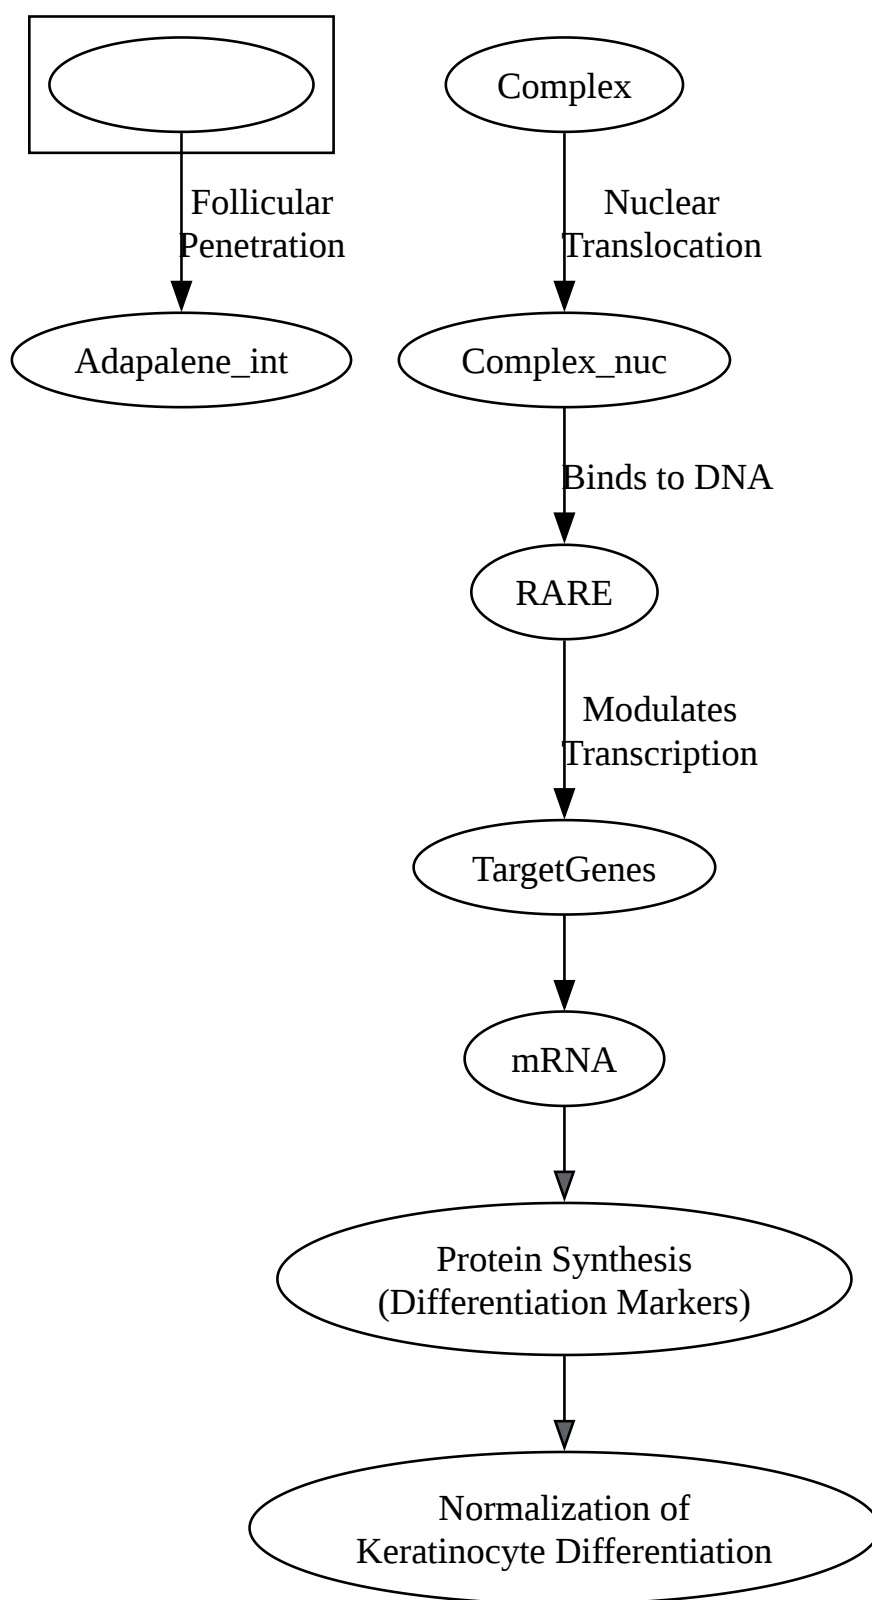 Complex
Follicular
Penetration
Nuclear
Translocation
Adapalene_int
Complex_nuc
Binds to DNA
RARE
Modulates
Transcription
TargetGenes
mRNA
Protein Synthesis
(Differentiation Markers)
Normalization of
Keratinocyte Differentiation